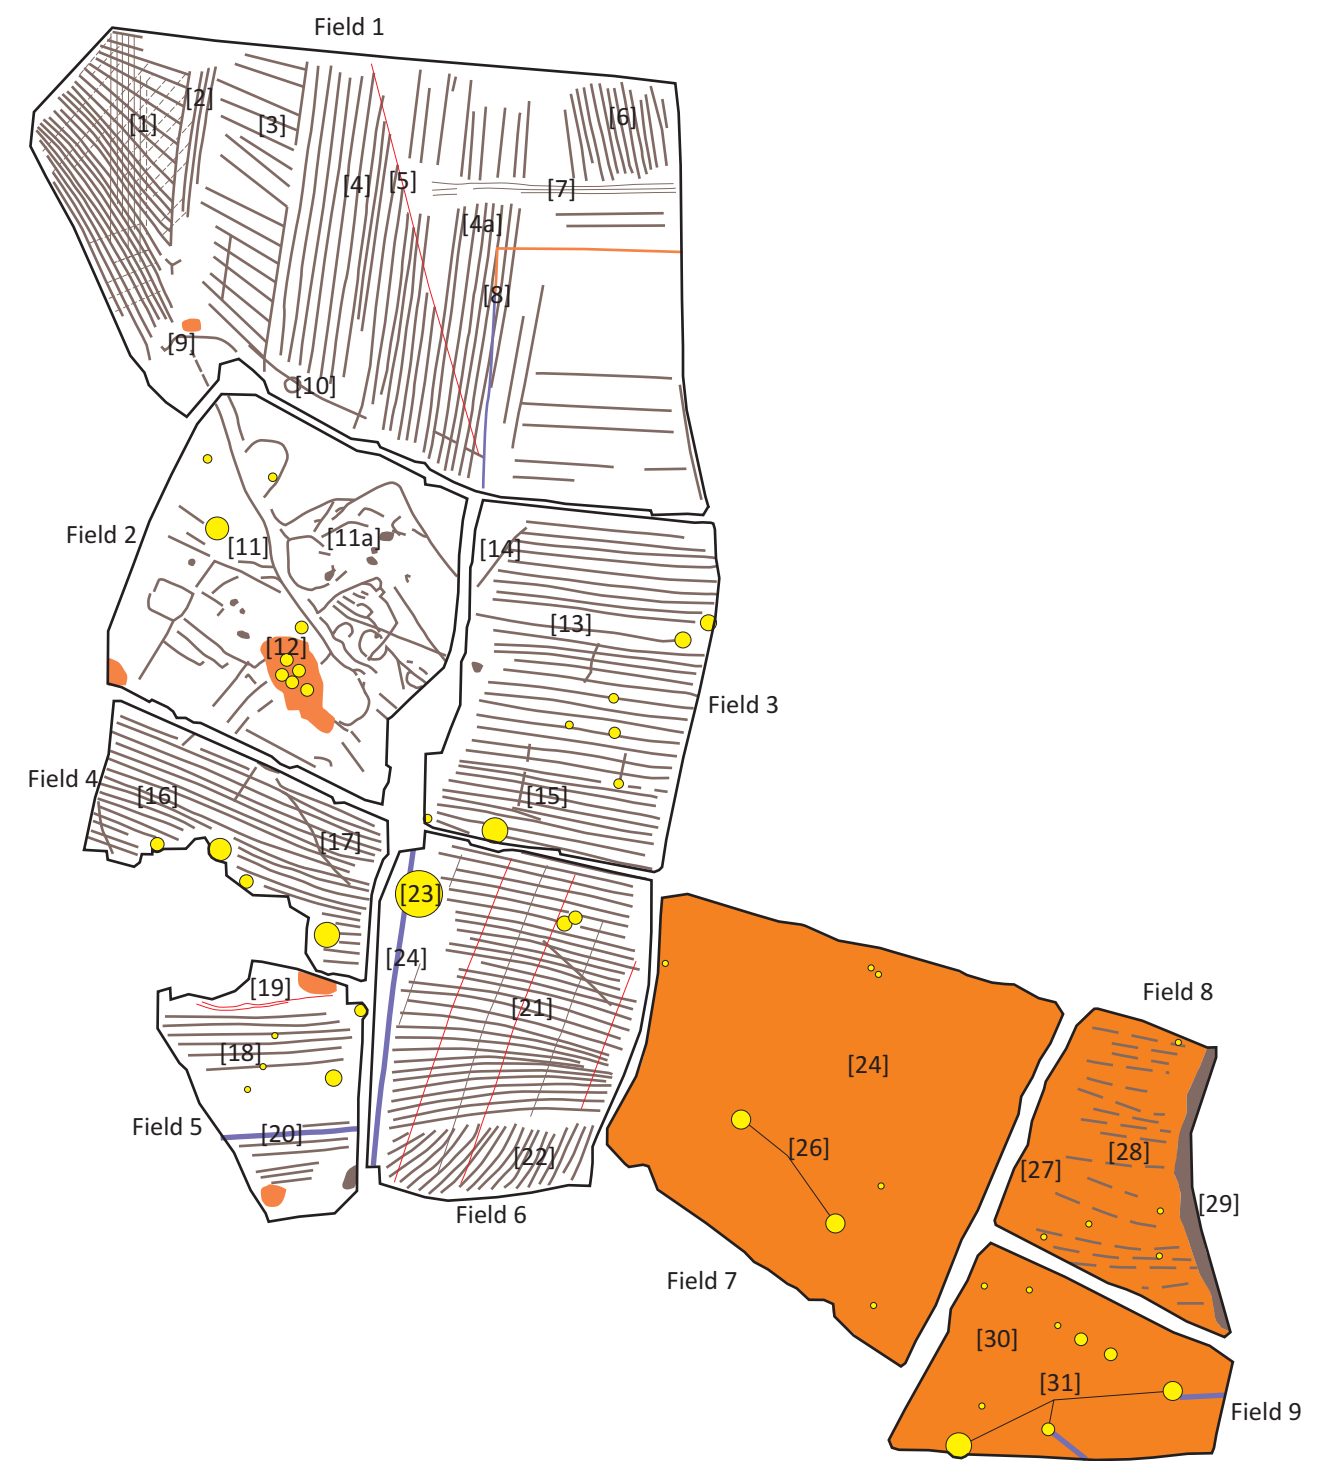 Field 1
[1]
[2]
[3]
[4]
[5]
[6]
[7]
[4a]
[8]
[9]
[10]
Field 2
[11]
[11a]
[12]
[14]
[13]
Field 3
[15]
Field 4
[16]
[17]
[19]
[18]
Field 5
[20]
[23]
[24]
[21]
[22]
Field 6
[24]
[26]
Field 7
Field 8
[27]
[28]
[29]
[30]
[31]
Field 9